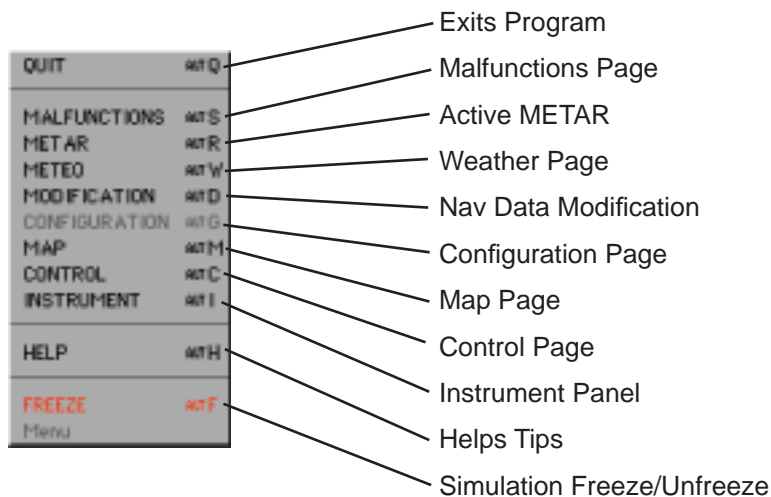 QUIT ALT Q
MALFUNCTIONS ALT S
METAR ALT R
METEO ALT W
MODIFICATION ALT D
CONFIGURATION ALT G
MAP ALT M
CONTROL ALT C
INSTRUMENT ALT I
HELP ALT H
FREEZE ALT F
Menu
Exits Program
Malfunctions Page
Active METAR
Weather Page
Nav Data Modification
Configuration Page
Map Page
Control Page
Instrument Panel
Helps Tips
Simulation Freeze/Unfreeze